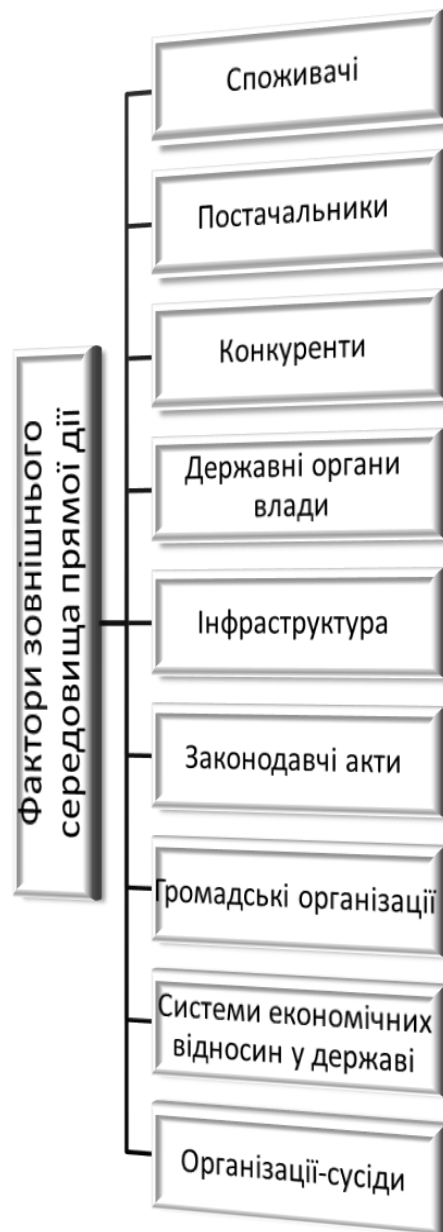 Фактори зовнішнього
середовища прямої дії
Споживачі
Постачальники
Конкуренти
Державні органи
влади
Інфраструктура
Законодавчі акти
Громадські організації
Системи економічних
відносин у державі
Організації-сусіди